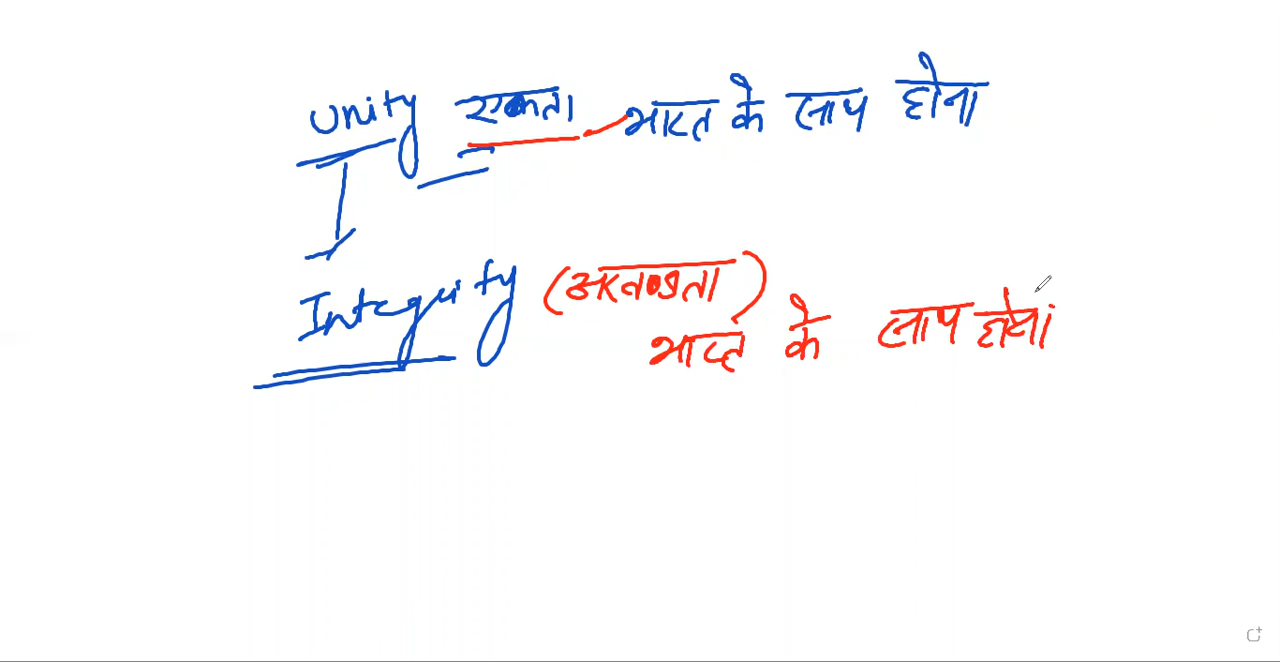 Unity एकता भारत के साथ होना
Integrity (अखण्डता)
भारत के साथ होना